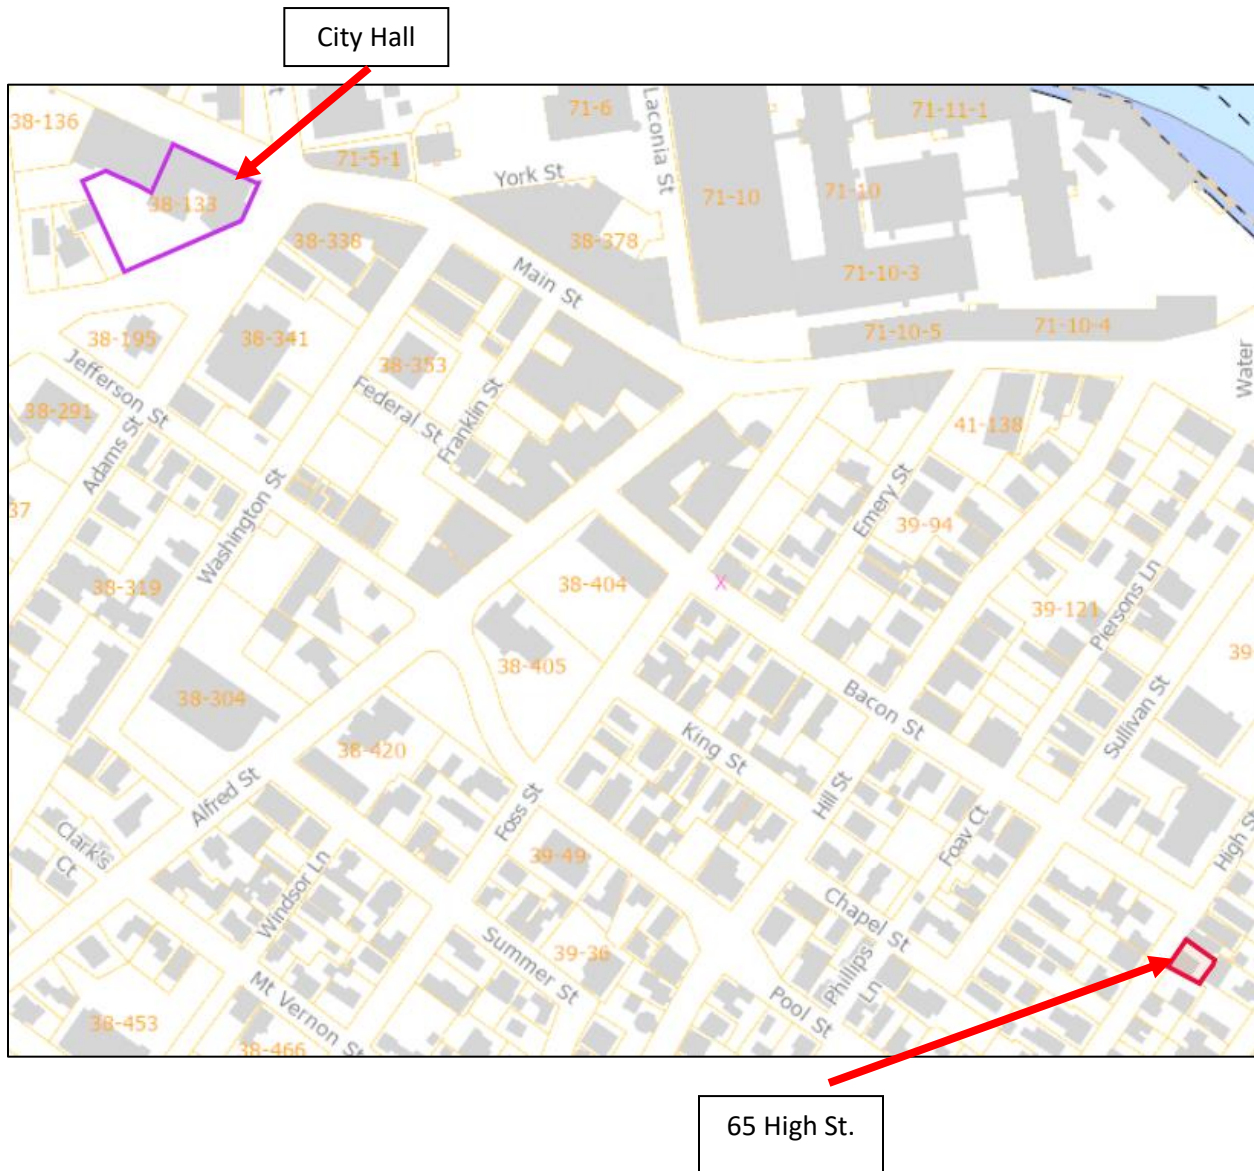 City Hall
38-136
71-6
Laconia St
71-11-1
71-5-1
York St
71-10
71-10
38-133
38-338
38-378
Main St
71-10-3
71-10-5
71-10-4
38-195
38-341
38-353
Water
Jefferson St
Federal St
Franklin St
38-291
Adams St
41-138
37
Washington St
Emery St
39-94
38-319
38-404
X
39-121
Piersons Ln
38-405
39
38-304
Bacon St
Sullivan St
38-420
King St
Alfred St
Foss St
Hill St
Foay Ct
High St
Clark's
Ct
Windsor Ln
39-49
Chapel St
Summer St
39-36
Phillips
Ln
Pool St
Mt Vernon St
38-453
38-466
65 High St.